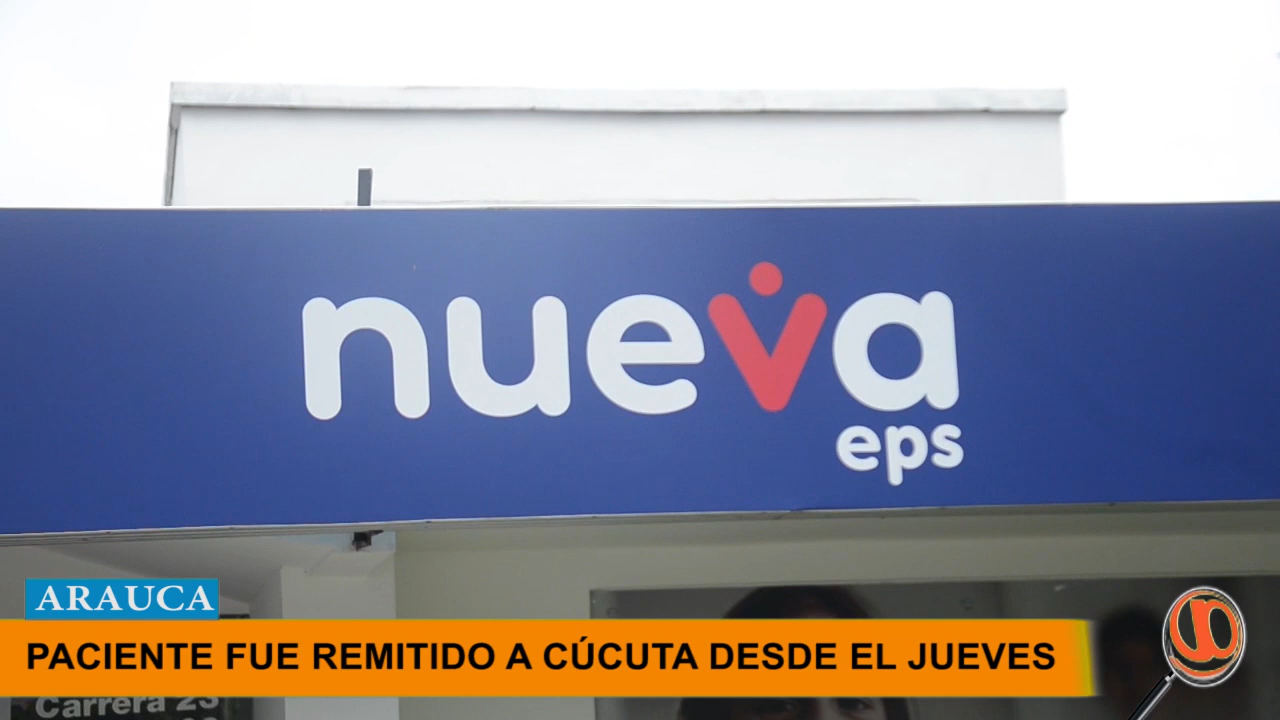 nueva
eps
ARAUCA
PACIENTE FUE REMITIDO A CÚCUTA DESDE EL JUEVES
Carrera 23